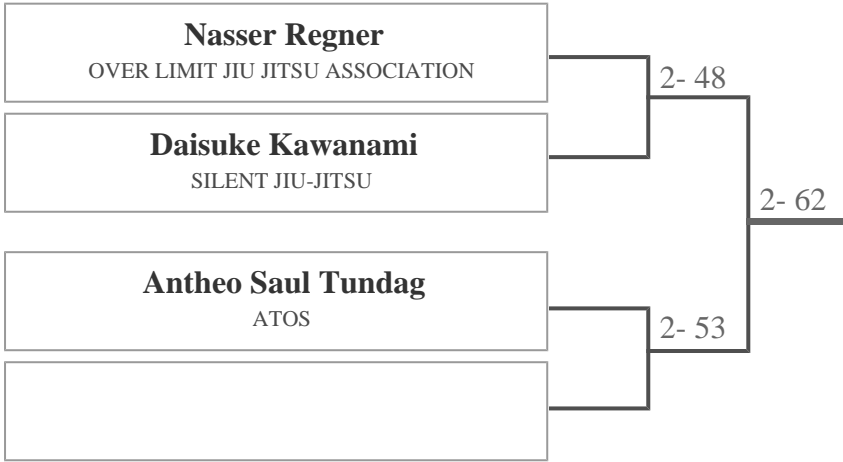 Nasser Regner
OVER LIMIT JIU JITSU ASSOCIATION
2- 48
Daisuke Kawanami
SILENT JIU-JITSU
2- 62
Antheo Saul Tundag
ATOS
2- 53